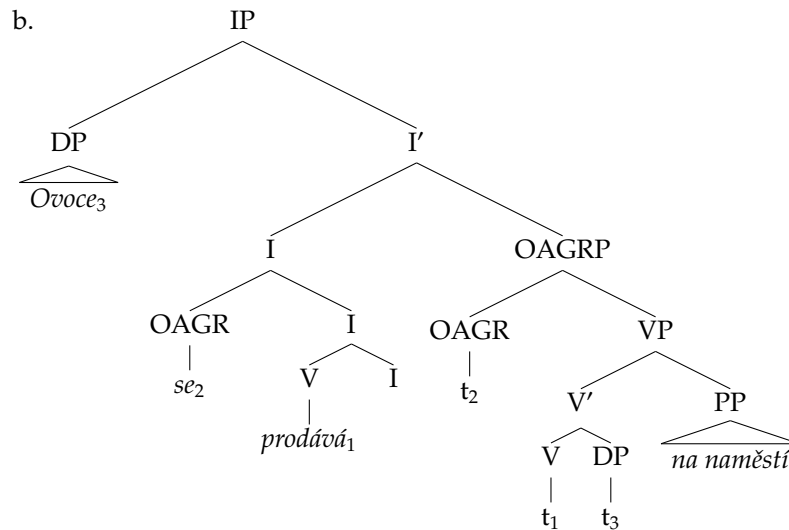 b. IP
DP I′
Ovoce₃
I OAGRP
OAGR I OAGR VP
se₂ V I t₂ V′ PP
prodává₁ V DP na naměstí
t₁ t₃